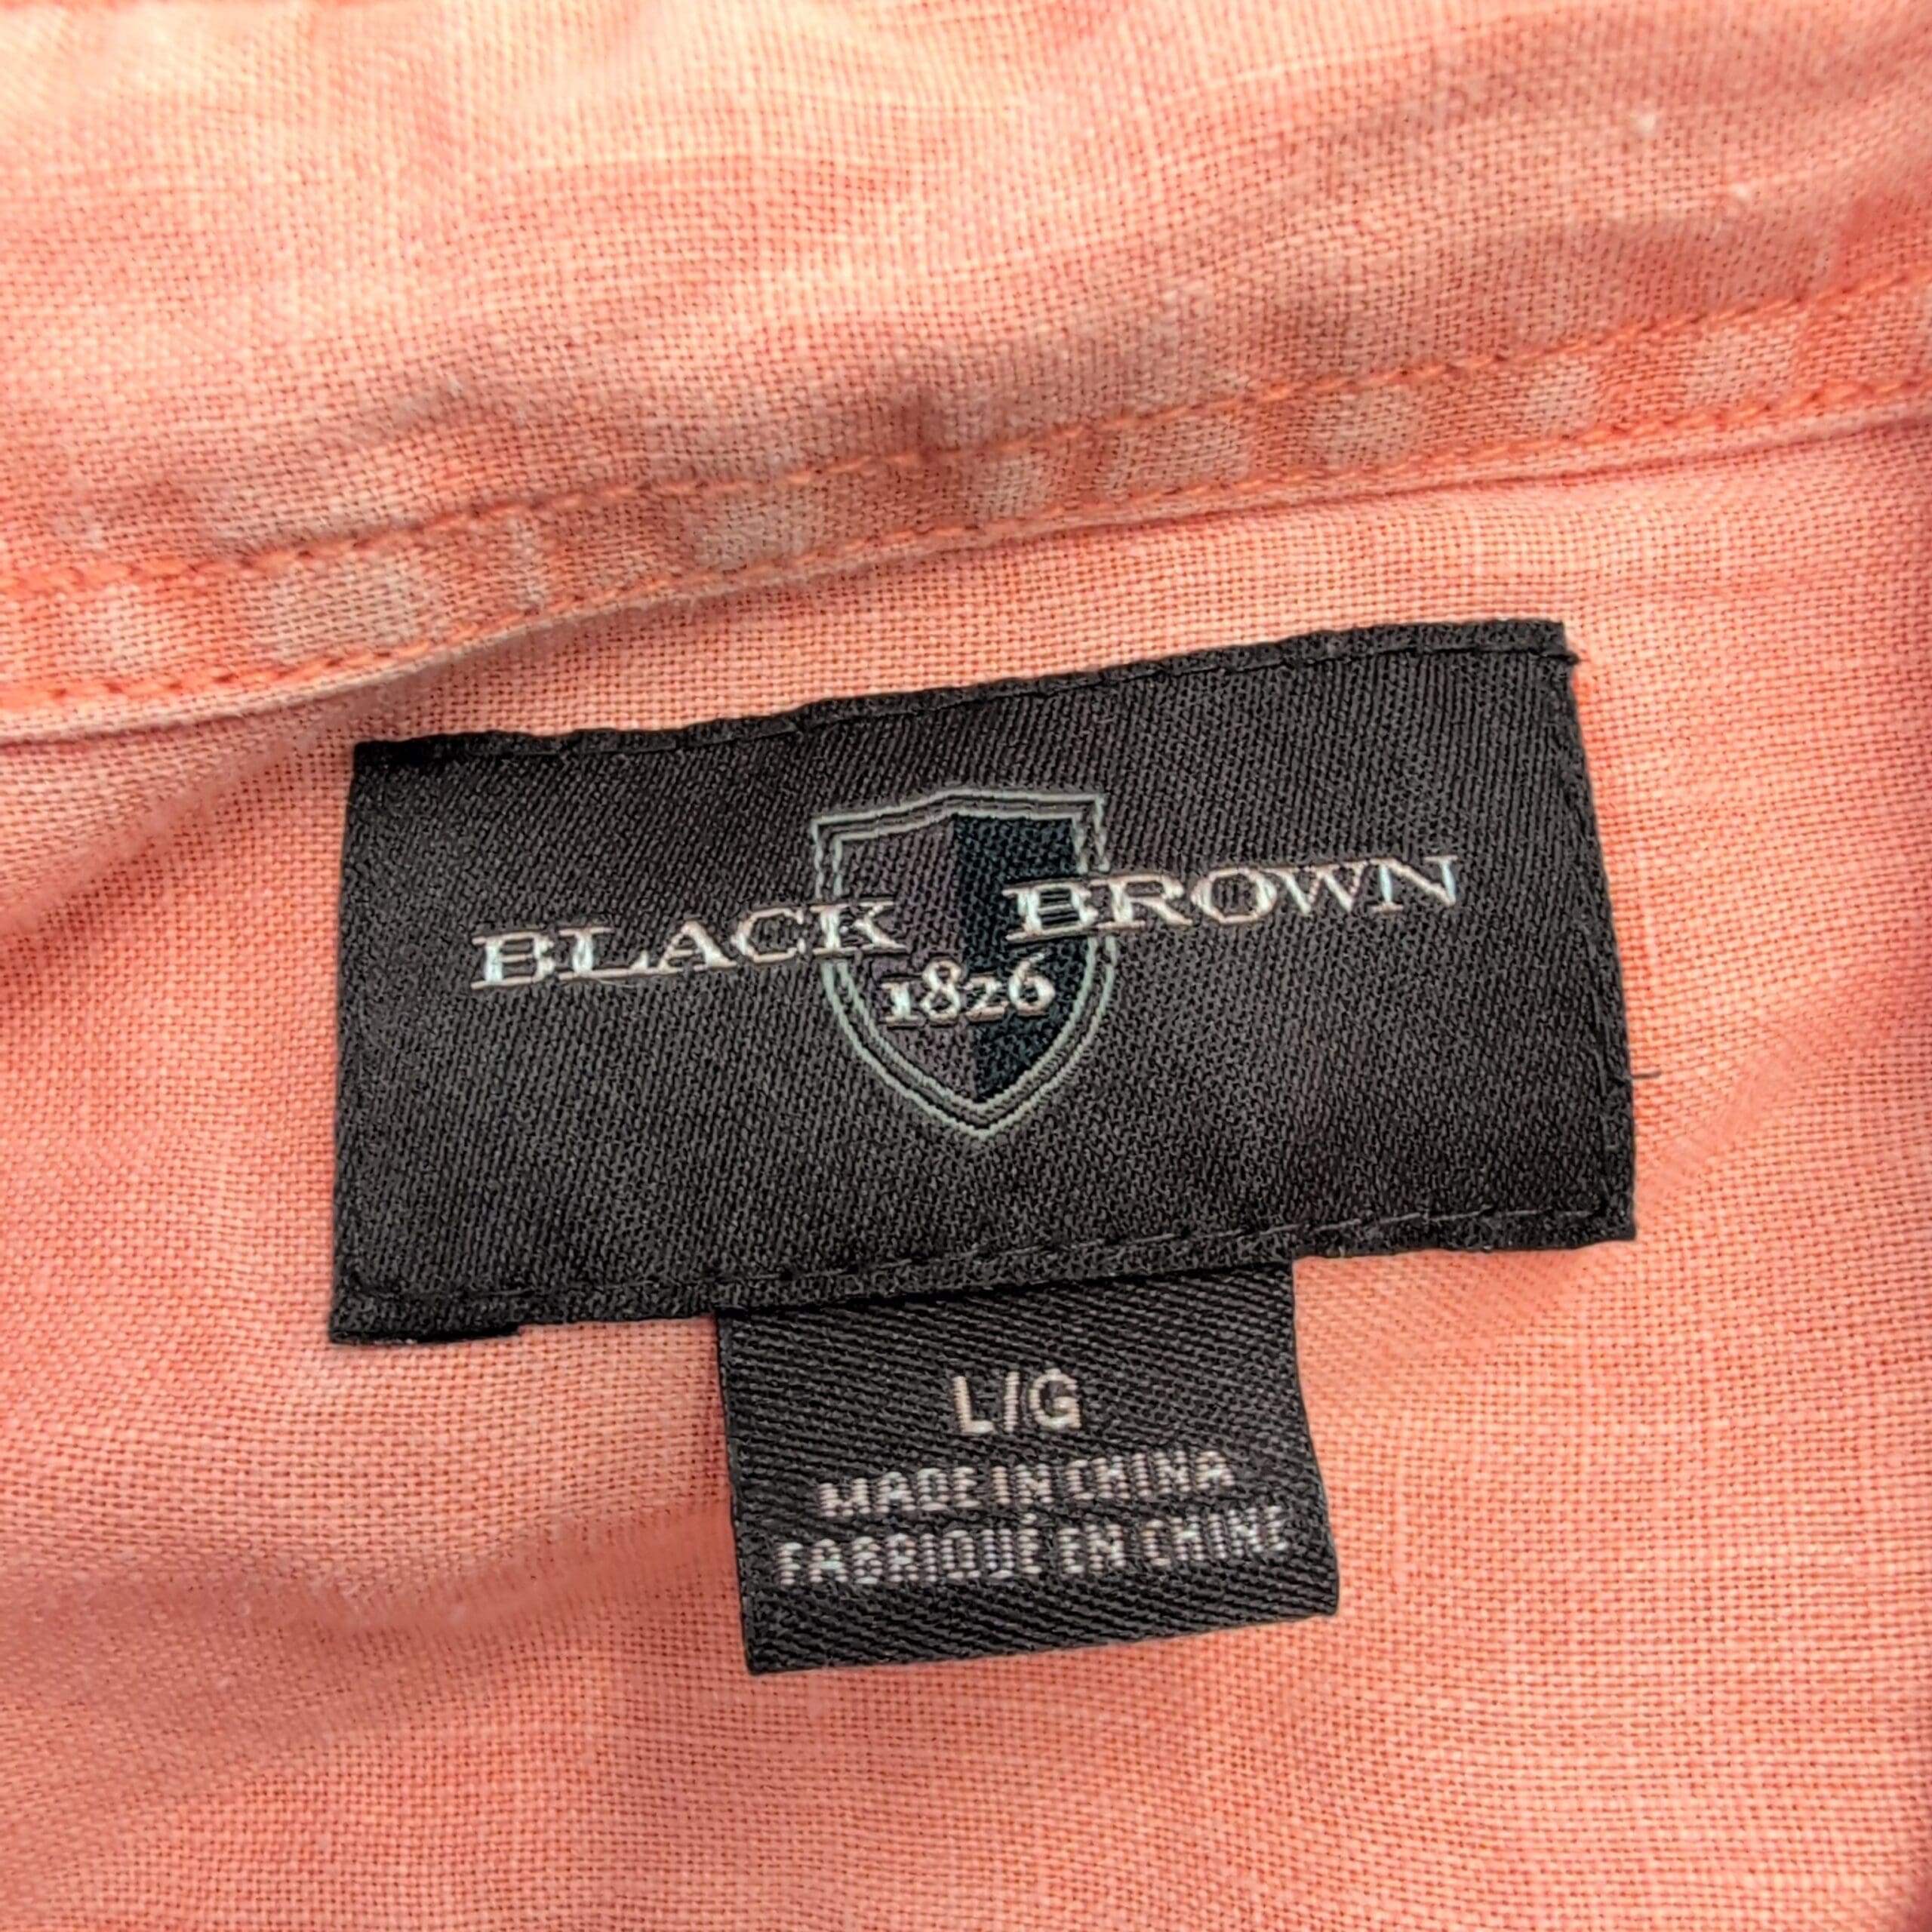 BLACK BROWN
1826
L/G
MADE IN CHINA
FABRIQUÉ EN CHINE